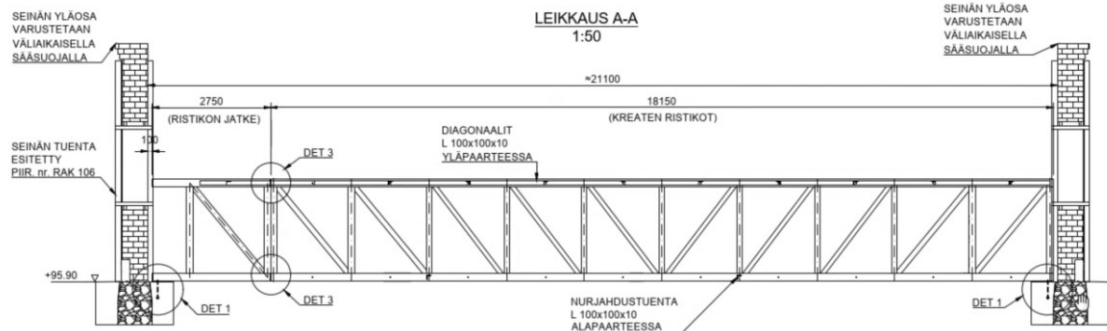 LEIKKAUS A-A
1:50
SEINÄN YLÄOSA
VARUSTETAAN
VÄLIAIKAISELLA
SÄÄSUOJALLA
SEINÄN YLÄOSA
VARUSTETAAN
VÄLIAIKAISELLA
SÄÄSUOJALLA
≈21100
2750
(RISTIKON JATKE)
18150
(KREATEN RISTIKOT)
100
SEINÄN TUENTA
ESITETTY
PIIR. nr. RAK 106
DET 3
DIAGONAALIT
L 100x100x10
YLÄPAARTEESSA
+95.90
DET 1
DET 3
NURJAHDUSTUENTA
L 100x100x10
ALAPAARTEESSA
DET 1